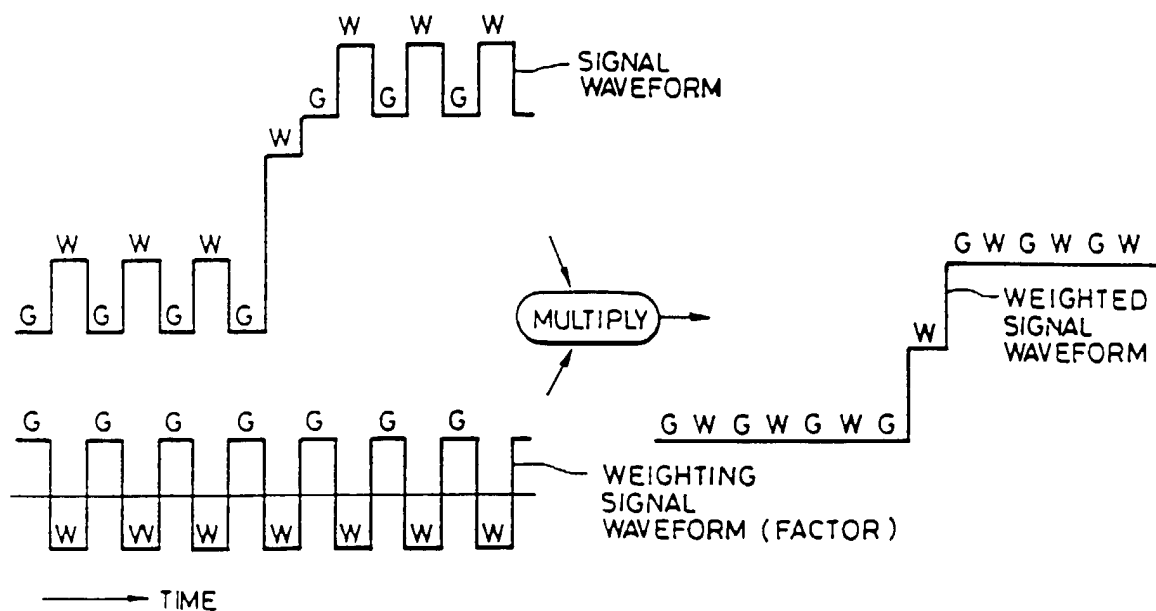 W W W
SIGNAL
WAVEFORM
G G G
W
W W W
G G G G
MULTIPLY
G W G W G W
WEIGHTED
SIGNAL
WAVEFORM
W
G W G W G W G
G G G G G G G
WEIGHTING
SIGNAL
WAVEFORM (FACTOR)
W W W W W W W
TIME